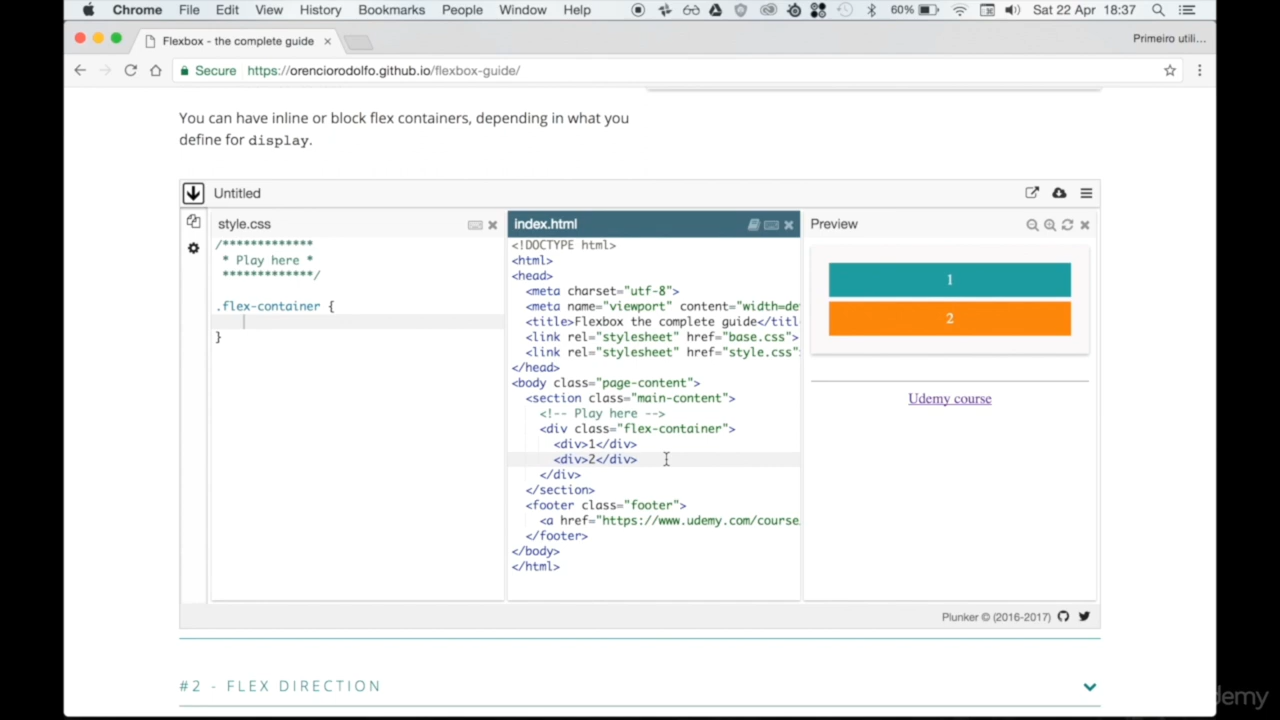 Chrome File Edit View History Bookmarks People Window Help 60% Sat 22 Apr 18:37
Flexbox - the complete guide Primeiro utili...
Secure https://orenciorodolfo.github.io/flexbox-guide/
You can have inline or block flex containers, depending in what you
define for display.
Untitled
style.css
/*************
* Play here *
*************/
.flex-container {
}
index.html
<!DOCTYPE html>
<html>
<head>
<meta charset="utf-8">
<meta name="viewport" content="width=de
<title>Flexbox the complete guide</titl
<link rel="stylesheet" href="base.css">
<link rel="stylesheet" href="style.css"
</head>
<body class="page-content">
<section class="main-content">
<!-- Play here -->
<div class="flex-container">
<div>1</div>
<div>2</div>
</div>
</section>
<footer class="footer">
<a href="https://www.udemy.com/course
</footer>
</body>
</html>
Preview
1
2
Udemy course
Plunker © (2016-2017)
#2 - FLEX DIRECTION
demy